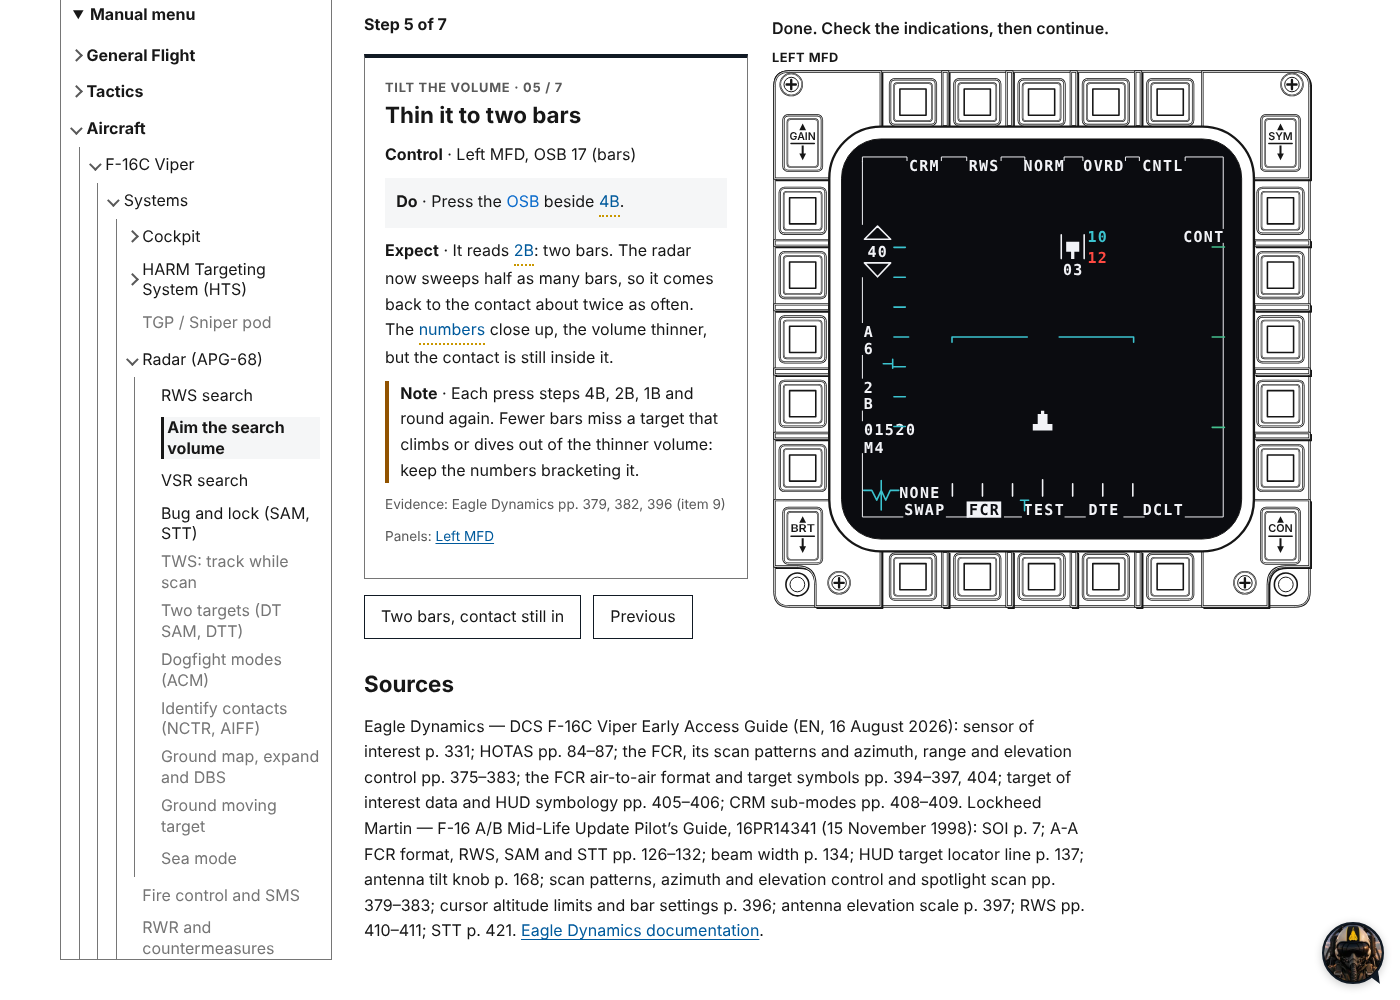 Manual menu
General Flight
Tactics
Aircraft
F-16C Viper
Systems
Cockpit
HARM Targeting
System (HTS)
TGP / Sniper pod
Radar (APG-68)
RWS search
Aim the search
volume
VSR search
Bug and lock (SAM,
STT)
TWS: track while
scan
Two targets (DT
SAM, DTT)
Dogfight modes
(ACM)
Identify contacts
(NCTR, AIFF)
Ground map, expand
and DBS
Ground moving
target
Sea mode
Fire control and SMS
RWR and
countermeasures
Step 5 of 7
TILT THE VOLUME · 05 / 7
Thin it to two bars
Control · Left MFD, OSB 17 (bars)
Do · Press the OSB beside 4B.
Expect · It reads 2B: two bars. The radar
now sweeps half as many bars, so it comes
back to the contact about twice as often.
The numbers close up, the volume thinner,
but the contact is still inside it.
Note · Each press steps 4B, 2B, 1B and
round again. Fewer bars miss a target that
climbs or dives out of the thinner volume:
keep the numbers bracketing it.
Evidence: Eagle Dynamics pp. 379, 382, 396 (item 9)
Panels: Left MFD
Two bars, contact still in
Previous
Done. Check the indications, then continue.
LEFT MFD
GAIN
SYM
CRM RWS NORM OVRD CNTL
40
10
12
03
CONT
A
6
2
B
01520
M4
NONE
SWAP FCR TEST DTE DCLT
BRT
CON
Sources
Eagle Dynamics — DCS F-16C Viper Early Access Guide (EN, 16 August 2026): sensor of
interest p. 331; HOTAS pp. 84–87; the FCR, its scan patterns and azimuth, range and elevation
control pp. 375–383; the FCR air-to-air format and target symbols pp. 394–397, 404; target of
interest data and HUD symbology pp. 405–406; CRM sub-modes pp. 408–409. Lockheed
Martin — F-16 A/B Mid-Life Update Pilot’s Guide, 16PR14341 (15 November 1998): SOI p. 7; A-A
FCR format, RWS, SAM and STT pp. 126–132; beam width p. 134; HUD target locator line p. 137;
antenna tilt knob p. 168; scan patterns, azimuth and elevation control and spotlight scan pp.
379–383; cursor altitude limits and bar settings p. 396; antenna elevation scale p. 397; RWS pp.
410–411; STT p. 421. Eagle Dynamics documentation.